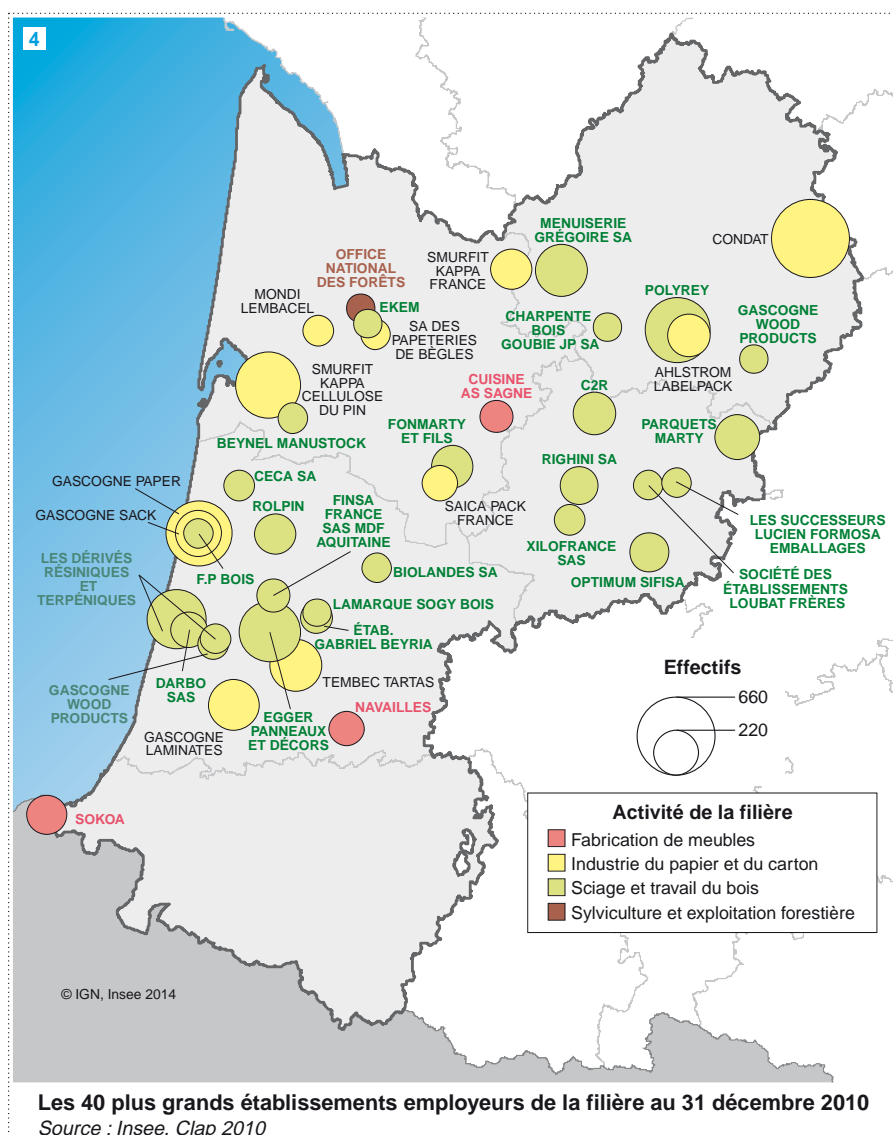 4
MENUISERIE
GRÉGOIRE SA
CONDAT
SMURFIT
KAPPA
FRANCE
OFFICE
NATIONAL
DES FORÊTS
MONDI
LEMBACEL
EKEM
SA DES
PAPETERIES
DE BÈGLES
CHARPENTE
BOIS
GOUBIE JP SA
POLYREY
GASCOGNE
WOOD
PRODUCTS
AHLSTROM
LABELPACK
SMURFIT
KAPPA
CELLULOSE
DU PIN
CUISINE
AS SAGNE
C2R
BEYNEL MANUSTOCK
FONMARTY
ET FILS
PARQUETS
MARTY
GASCOGNE PAPER
CECA SA
RIGHINI SA
GASCOGNE SACK
ROLPIN
FINSA
FRANCE
SAS MDF
AQUITAINE
SAICA PACK
FRANCE
LES SUCCESSEURS
LUCIEN FORMOSA
EMBALLAGES
LES DÉRIVÉS
RÉSINIQUES
ET
TERPÉNIQUES
F.P BOIS
XILOFRANCE
SAS
BIOLANDES SA
OPTIMUM SIFISA
SOCIÉTÉ DES
ÉTABLISSEMENTS
LOUBAT FRÈRES
LAMARQUE SOGY BOIS
ÉTAB.
GABRIEL BEYRIA
GASCOGNE
WOOD
PRODUCTS
DARBO
SAS
TEMBEC TARTAS
GASCOGNE
LAMINATES
EGGER
PANNEAUX
ET DÉCORS
NAVAILLES
SOKOA
Effectifs
660
220
Activité de la filière
Fabrication de meubles
Industrie du papier et du carton
Sciage et travail du bois
Sylviculture et exploitation forestière
© IGN, Insee 2014
Les 40 plus grands établissements employeurs de la filière au 31 décembre 2010
Source : Insee, Clap 2010